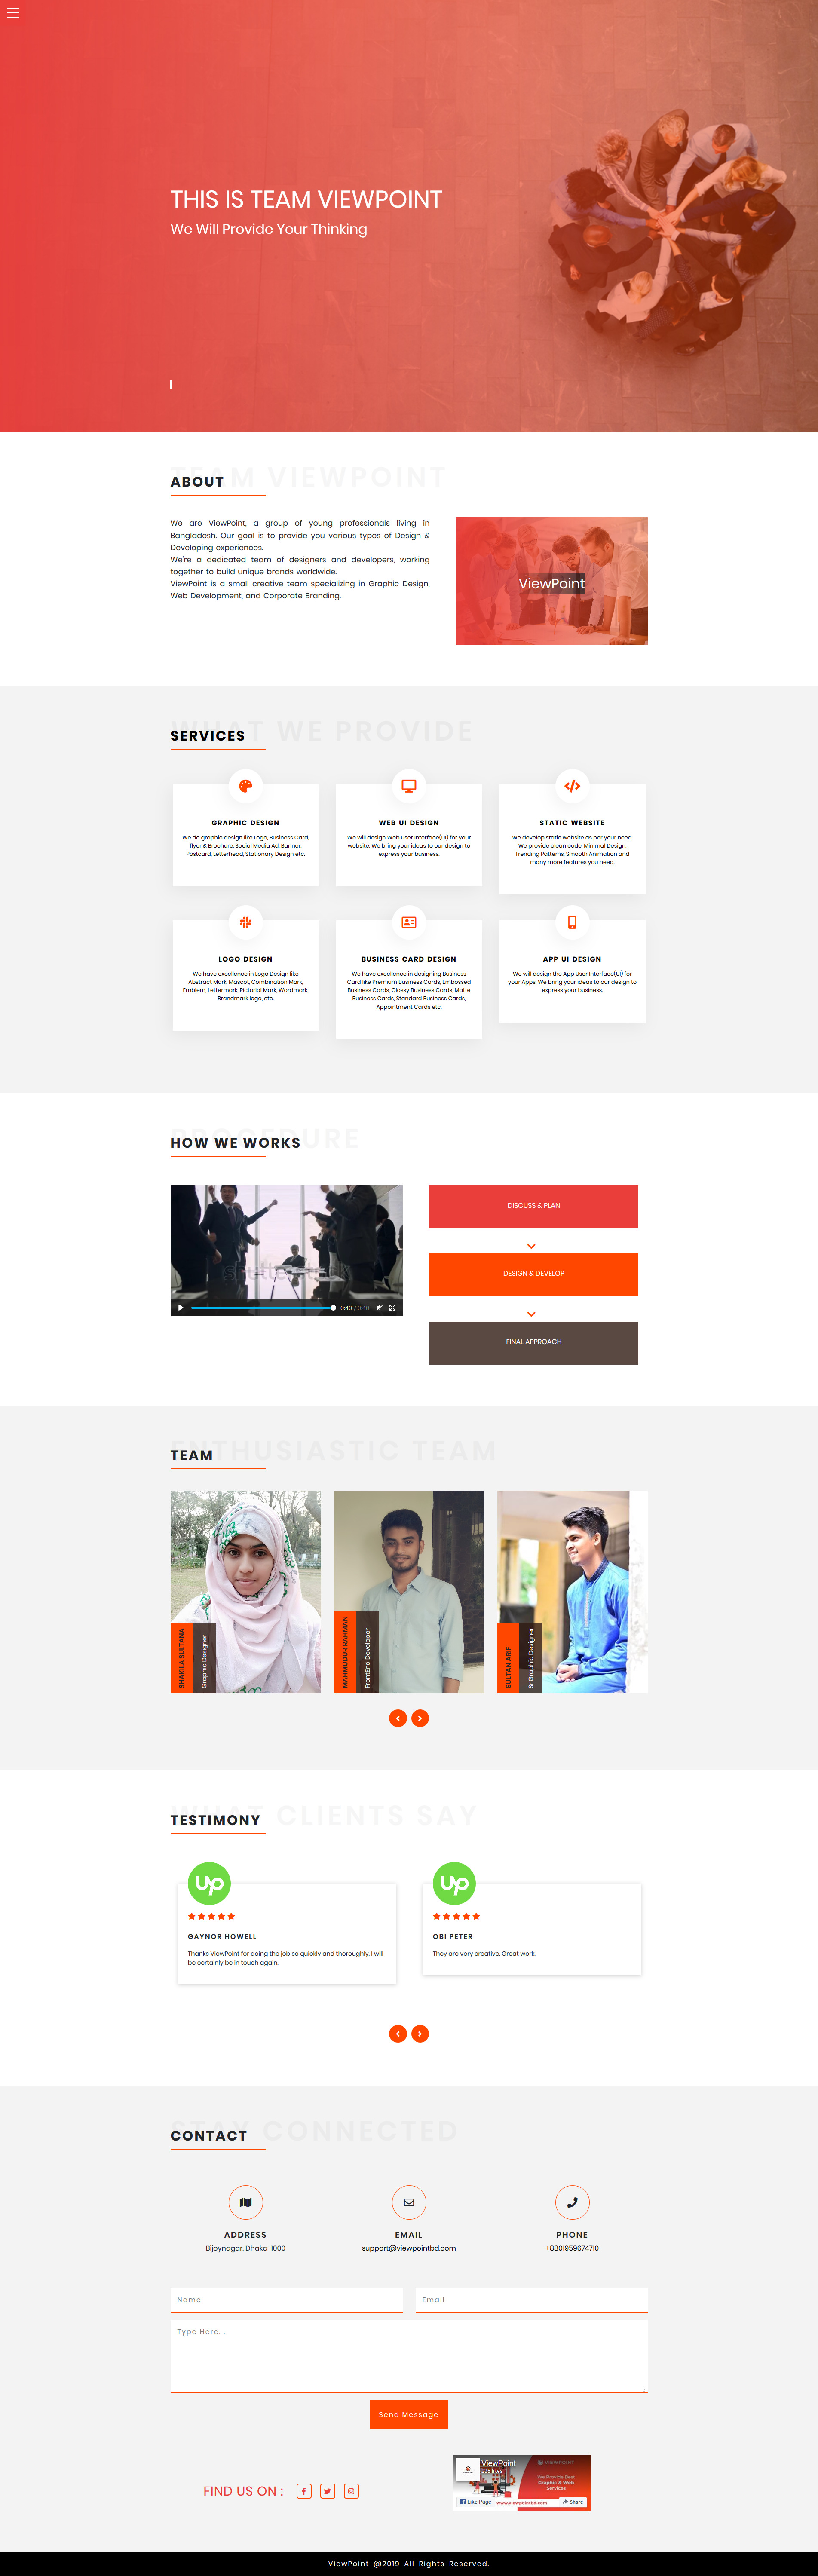 THIS IS TEAM VIEWPOINT
We Will Provide Your Thinking
TEAM VIEWPOINT
ABOUT
We are ViewPoint, a group of young professionals living in
Bangladesh. Our goal is to provide you various types of Design &
Developing experiences.
We're a dedicated team of designers and developers, working
together to build unique brands worldwide.
ViewPoint is a small creative team specializing in Graphic Design,
Web Development, and Corporate Branding.
ViewPoint
WHAT WE PROVIDE
SERVICES
GRAPHIC DESIGN
We do graphic design like Logo, Business Card,
flyer & Brochure, Social Media Ad, Banner,
Postcard, Letterhead, Stationary Design etc.
WEB UI DESIGN
We will design Web User Interface(UI) for your
website. We bring your ideas to our design to
express your business.
STATIC WEBSITE
We develop static website as per your need.
We provide clean code, Minimal Design,
Trending Patterns, Smooth Animation and
many more features you need.
LOGO DESIGN
We have excellence in Logo Design like
Abstract Mark, Mascot, Combination Mark,
Emblem, Lettermark, Pictorial Mark, Wordmark,
Brandmark logo, etc.
BUSINESS CARD DESIGN
We have excellence in designing Business
Card like Premium Business Cards, Embossed
Business Cards, Glossy Business Cards, Matte
Business Cards, Standard Business Cards,
Appointment Cards etc.
APP UI DESIGN
We will design the App User Interface(UI) for
your Apps. We bring your ideas to our design to
express your business.
PROCEDURE
HOW WE WORKS
shutterstock
0:40 / 0:40
DISCUSS & PLAN
DESIGN & DEVELOP
FINAL APPROACH
ENTHUSIASTIC TEAM
TEAM
SHAKILA SULTANA
Graphic Designer
MAHMUDUR RAHMAN
FrontEnd Developer
SULTAN ARIF
Sr.Graphic Designer
WHAT CLIENTS SAY
TESTIMONY
Up
GAYNOR HOWELL
Thanks ViewPoint for doing the job so quickly and thoroughly. I will
be certainly be in touch again.
Up
OBI PETER
They are very creative, Great work.
STAY CONNECTED
CONTACT
ADDRESS
Bijoynagar, Dhaka-1000
EMAIL
support@viewpointbd.com
PHONE
+8801959674710
Name
Email
Type Here. .
Send Message
FIND US ON :
ViewPoint
VIEWPOINT
We Provide Best
Graphic & Web
Services
Like Page
www.viewpointbd.com
Share
ViewPoint @2019 All Rights Reserved.